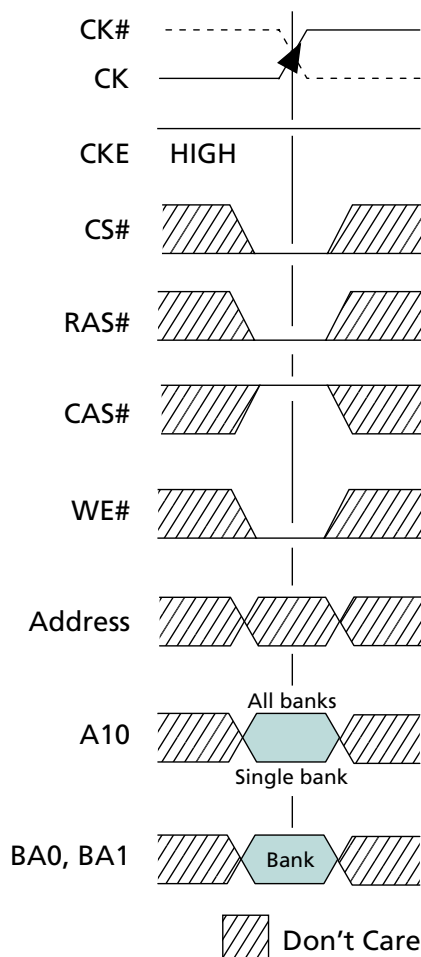 CK#
CK
CKE HIGH
CS#
RAS#
CAS#
WE#
Address
All banks
A10
Single bank
BA0, BA1 Bank
Don't Care